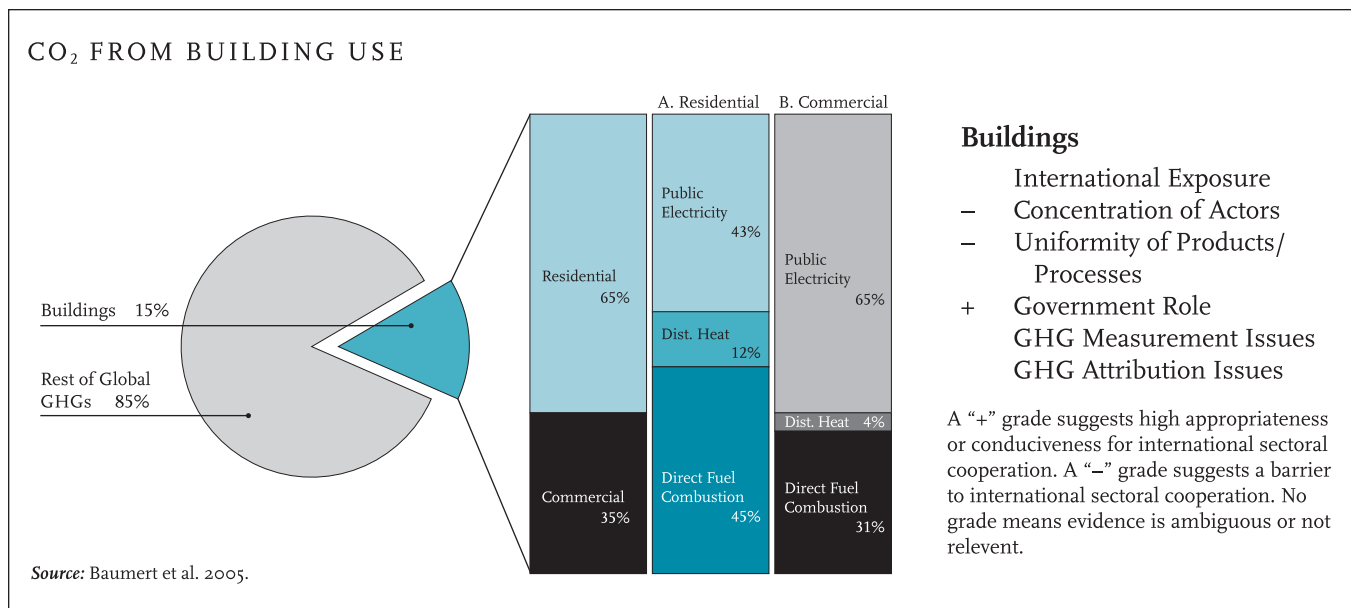 CO₂ FROM BUILDING USE
A. Residential
B. Commercial
Buildings 15%
Rest of Global
GHGs 85%
Residential
65%
Commercial
35%
Public
Electricity
43%
Dist. Heat
12%
Direct Fuel
Combustion
45%
Public
Electricity
65%
Dist. Heat 4%
Direct Fuel
Combustion
31%
Buildings
International Exposure
– Concentration of Actors
– Uniformity of Products/
Processes
+ Government Role
GHG Measurement Issues
GHG Attribution Issues
A “+” grade suggests high appropriateness
or conduciveness for international sectoral
cooperation. A “–” grade suggests a barrier
to international sectoral cooperation. No
grade means evidence is ambiguous or not
relevent.
Source: Baumert et al. 2005.